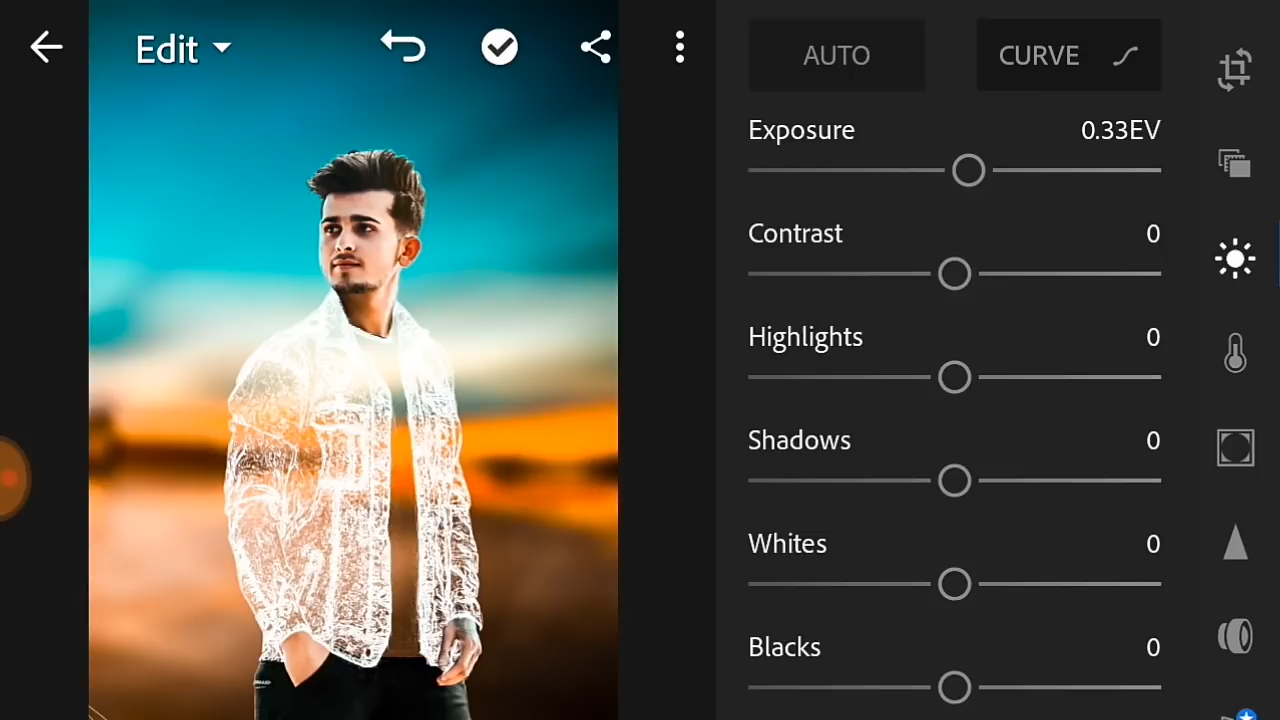 Edit
AUTO
CURVE
Exposure 0.33EV
Contrast 0
Highlights 0
Shadows 0
Whites 0
Blacks 0